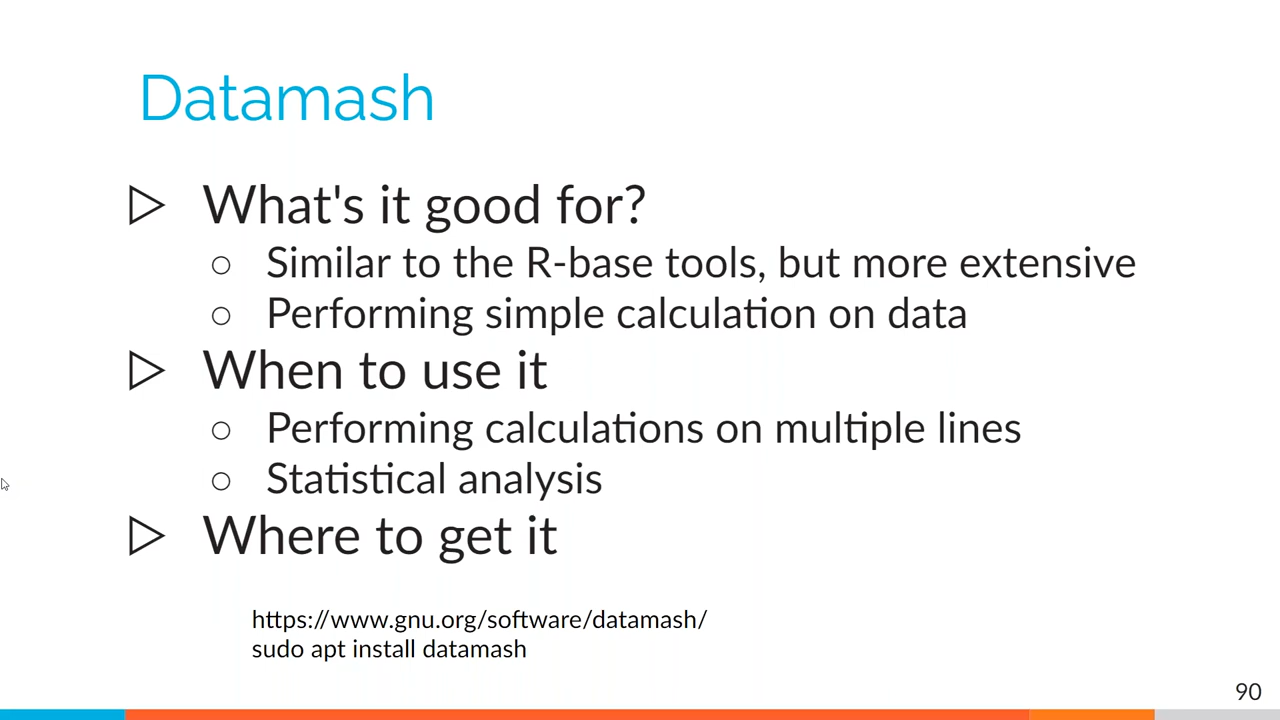 Datamash
▷ What's it good for?
○ Similar to the R-base tools, but more extensive
○ Performing simple calculation on data
▷ When to use it
○ Performing calculations on multiple lines
○ Statistical analysis
▷ Where to get it
https://www.gnu.org/software/datamash/
sudo apt install datamash
90